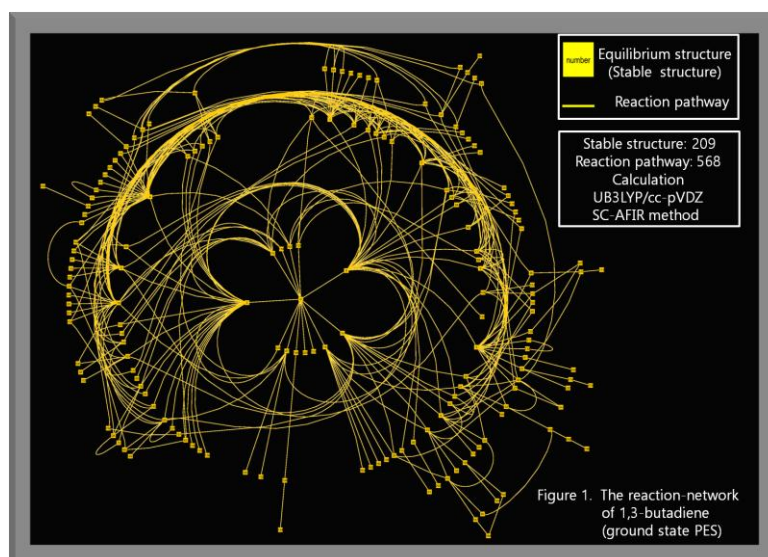 number
Equilibrium structure
(Stable structure)
Reaction pathway
Stable structure: 209
Reaction pathway: 568
Calculation
UB3LYP/cc-pVDZ
SC-AFIR method
Figure 1. The reaction-network
of 1,3-butadiene
(ground state PES)